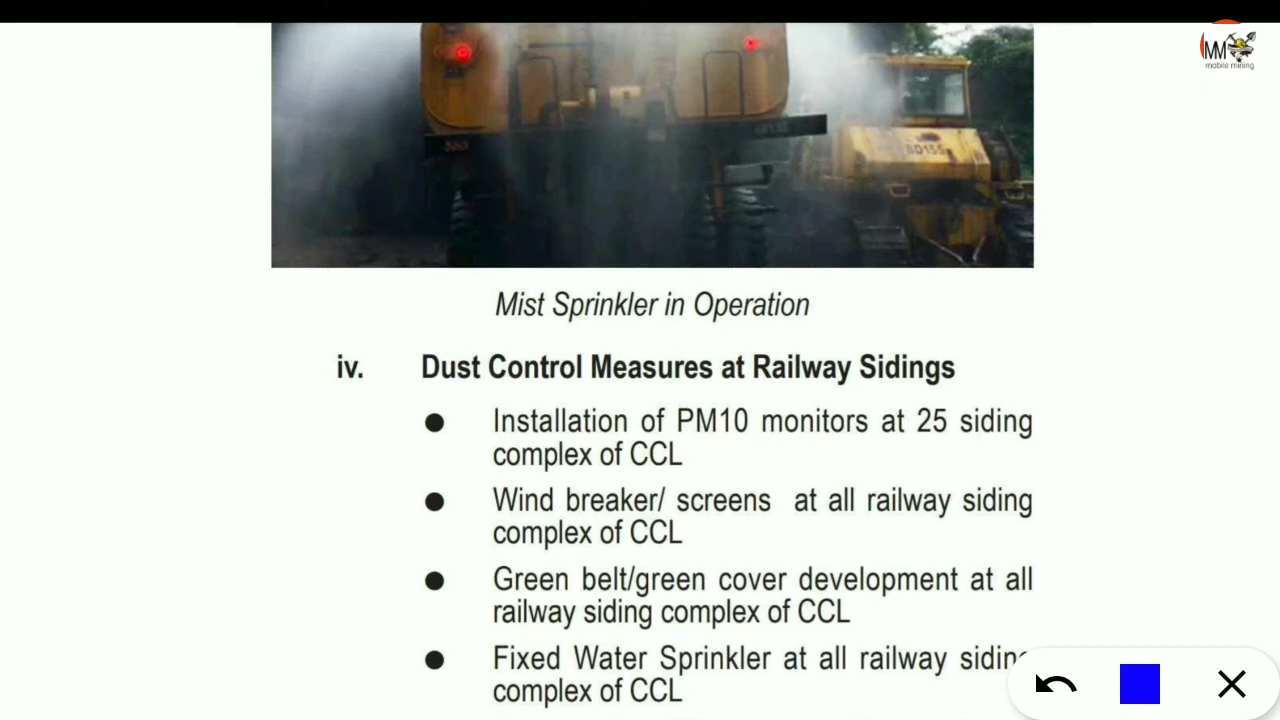 MM
mobile mining
BD155
Mist Sprinkler in Operation
iv. Dust Control Measures at Railway Sidings
● Installation of PM10 monitors at 25 siding
complex of CCL
● Wind breaker/ screens at all railway siding
complex of CCL
● Green belt/green cover development at all
railway siding complex of CCL
● Fixed Water Sprinkler at all railway siding
complex of CCL